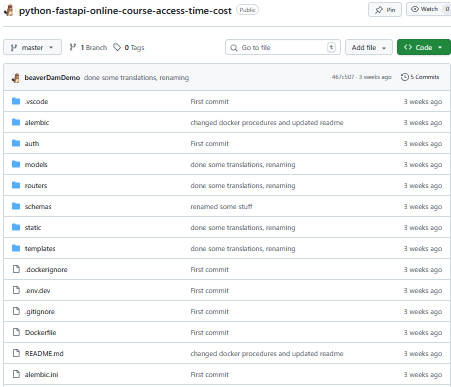 python-fastapi-online-course-access-time-cost Public Pin Watch 0
master 1 Branch 0 Tags Go to file t Add file Code
beaverDamDemo done some translations, renaming 467c507 · 3 weeks ago 5 Commits
.vscode First commit 3 weeks ago
alembic changed docker procedures and updated readme 3 weeks ago
auth First commit 3 weeks ago
models done some translations, renaming 3 weeks ago
routers done some translations, renaming 3 weeks ago
schemas renamed some stuff 3 weeks ago
static done some translations, renaming 3 weeks ago
templates done some translations, renaming 3 weeks ago
.dockerignore First commit 3 weeks ago
.env.dev First commit 3 weeks ago
.gitignore First commit 3 weeks ago
Dockerfile First commit 3 weeks ago
README.md changed docker procedures and updated readme 3 weeks ago
alembic.ini First commit 3 weeks ago